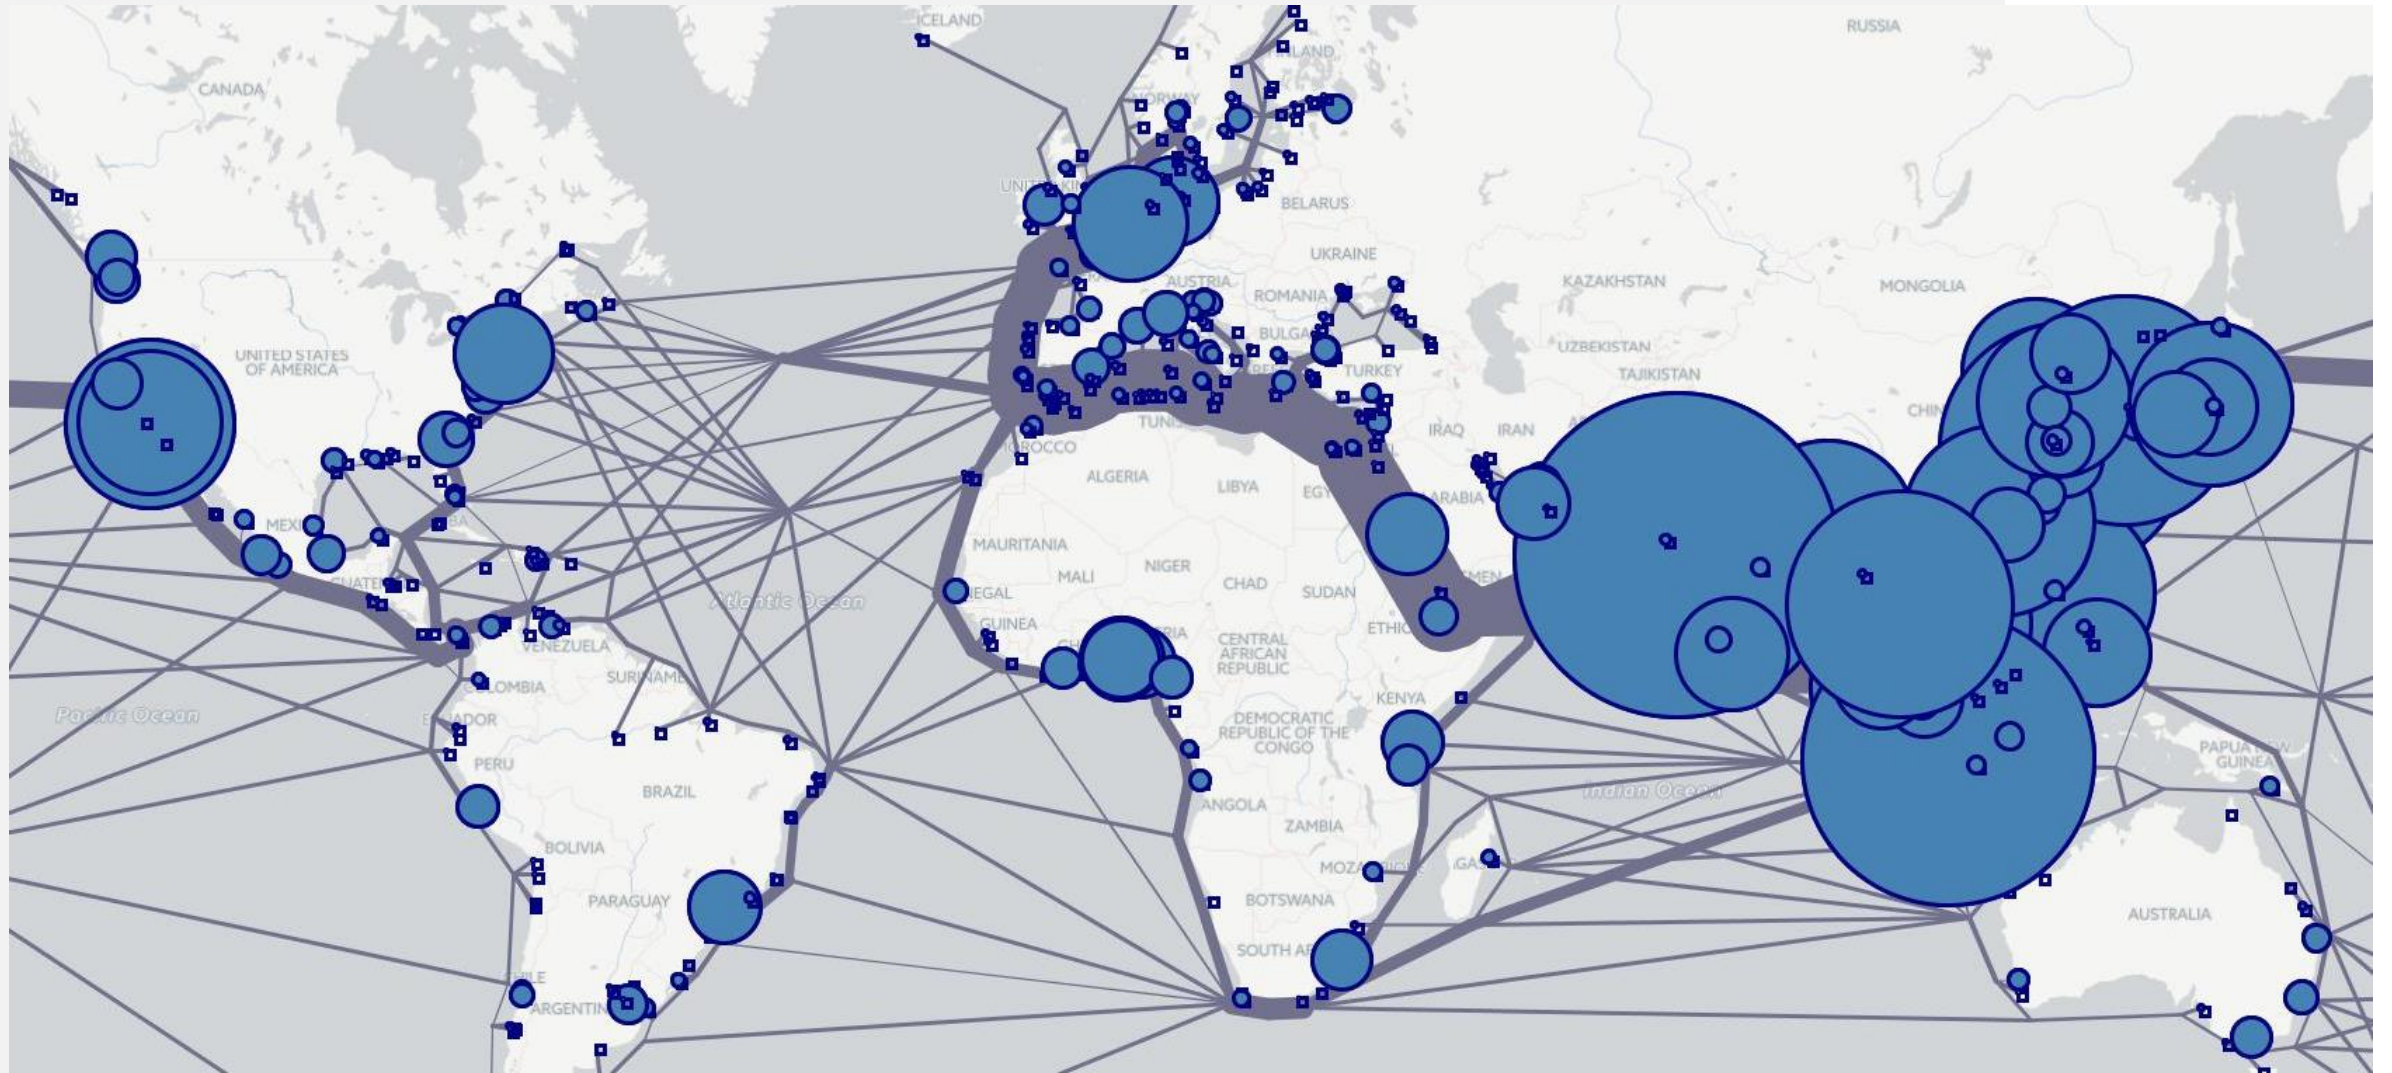 ICELAND
RUSSIA
CANADA
NORWAY
BELARUS
UKRAINE
AUSTRIA
KAZAKHSTAN
MONGOLIA
ROMANIA
UZBEKISTAN
UNITED STATES
OF AMERICA
TURKEY
TAJIKISTAN
IRAQ
IRAN
ALGERIA
LIBYA
MAURITANIA
NIGER
MALI
CHAD
SUDAN
Atlantic Ocean
GUINEA
CENTRAL
AFRICAN
REPUBLIC
VENEZUELA
SURINAME
KENYA
Pacific Ocean
DEMOCRATIC
REPUBLIC OF THE
CONGO
PERU
BRAZIL
Indian Ocean
ANGOLA
ZAMBIA
BOLIVIA
PARAGUAY
BOTSWANA
AUSTRALIA